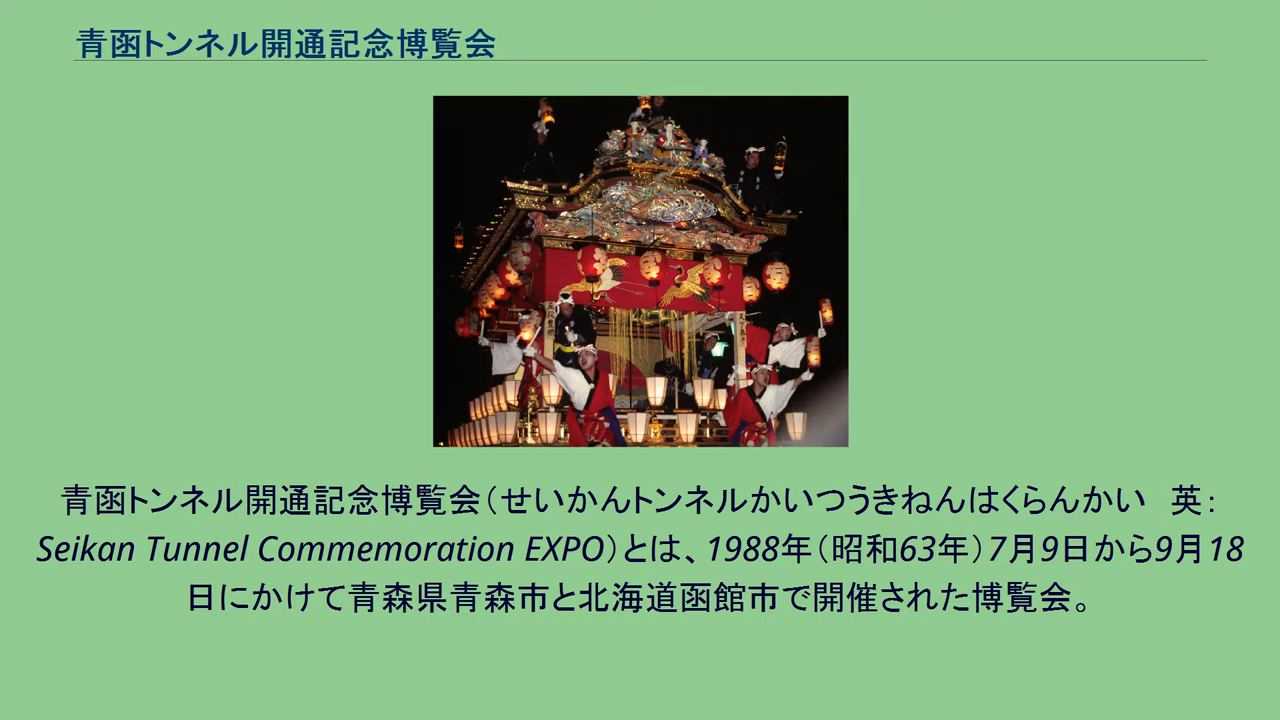 青函トンネル開通記念博覧会
青函トンネル開通記念博覧会（せいかんトンネルかいつうきねんはくらんかい　英：
Seikan Tunnel Commemoration EXPO）とは、1988年（昭和63年）7月9日から9月18
日にかけて青森県青森市と北海道函館市で開催された博覧会。